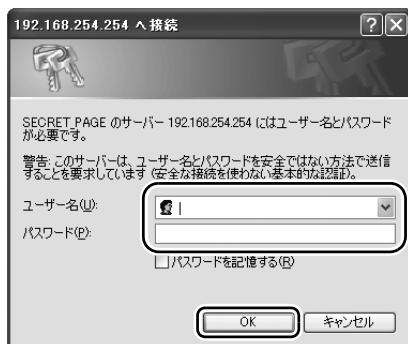 192.168.254.254 へ接続
SECRET PAGE のサーバー 192.168.254.254 にはユーザー名とパスワード
が必要です。
警告: このサーバーは、ユーザー名とパスワードを安全ではない方法で送信
することを要求しています (安全な接続を使わない基本的な認証)。
ユーザー名(U):
パスワード(P):
パスワードを記憶する(R)
OK
キャンセル